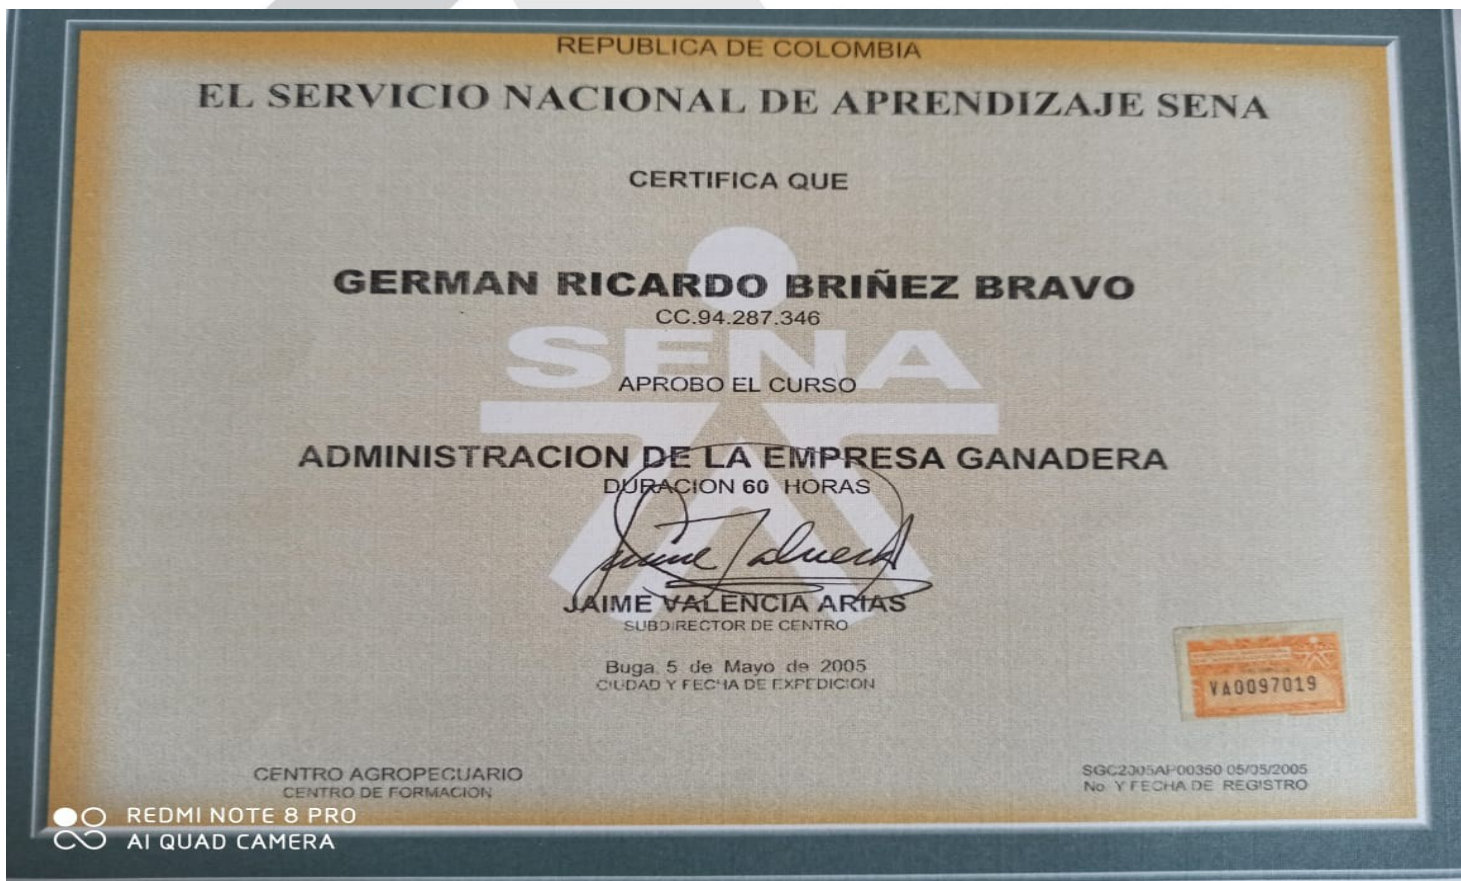 REPUBLICA DE COLOMBIA
EL SERVICIO NACIONAL DE APRENDIZAJE SENA
CERTIFICA QUE
GERMAN RICARDO BRIÑEZ BRAVO
CC.94.287.346
SENA
APROBO EL CURSO
ADMINISTRACION DE LA EMPRESA GANADERA
DURACION 60 HORAS
Jaime Valencia
JAIME VALENCIA ARIAS
SUBDIRECTOR DE CENTRO
Buga, 5 de Mayo de 2005
CIUDAD Y FECHA DE EXPEDICION
VA0097019
CENTRO AGROPECUARIO
CENTRO DE FORMACION
SGC2005AP00350 05/05/2005
No. Y FECHA DE REGISTRO
REDMI NOTE 8 PRO
AI QUAD CAMERA